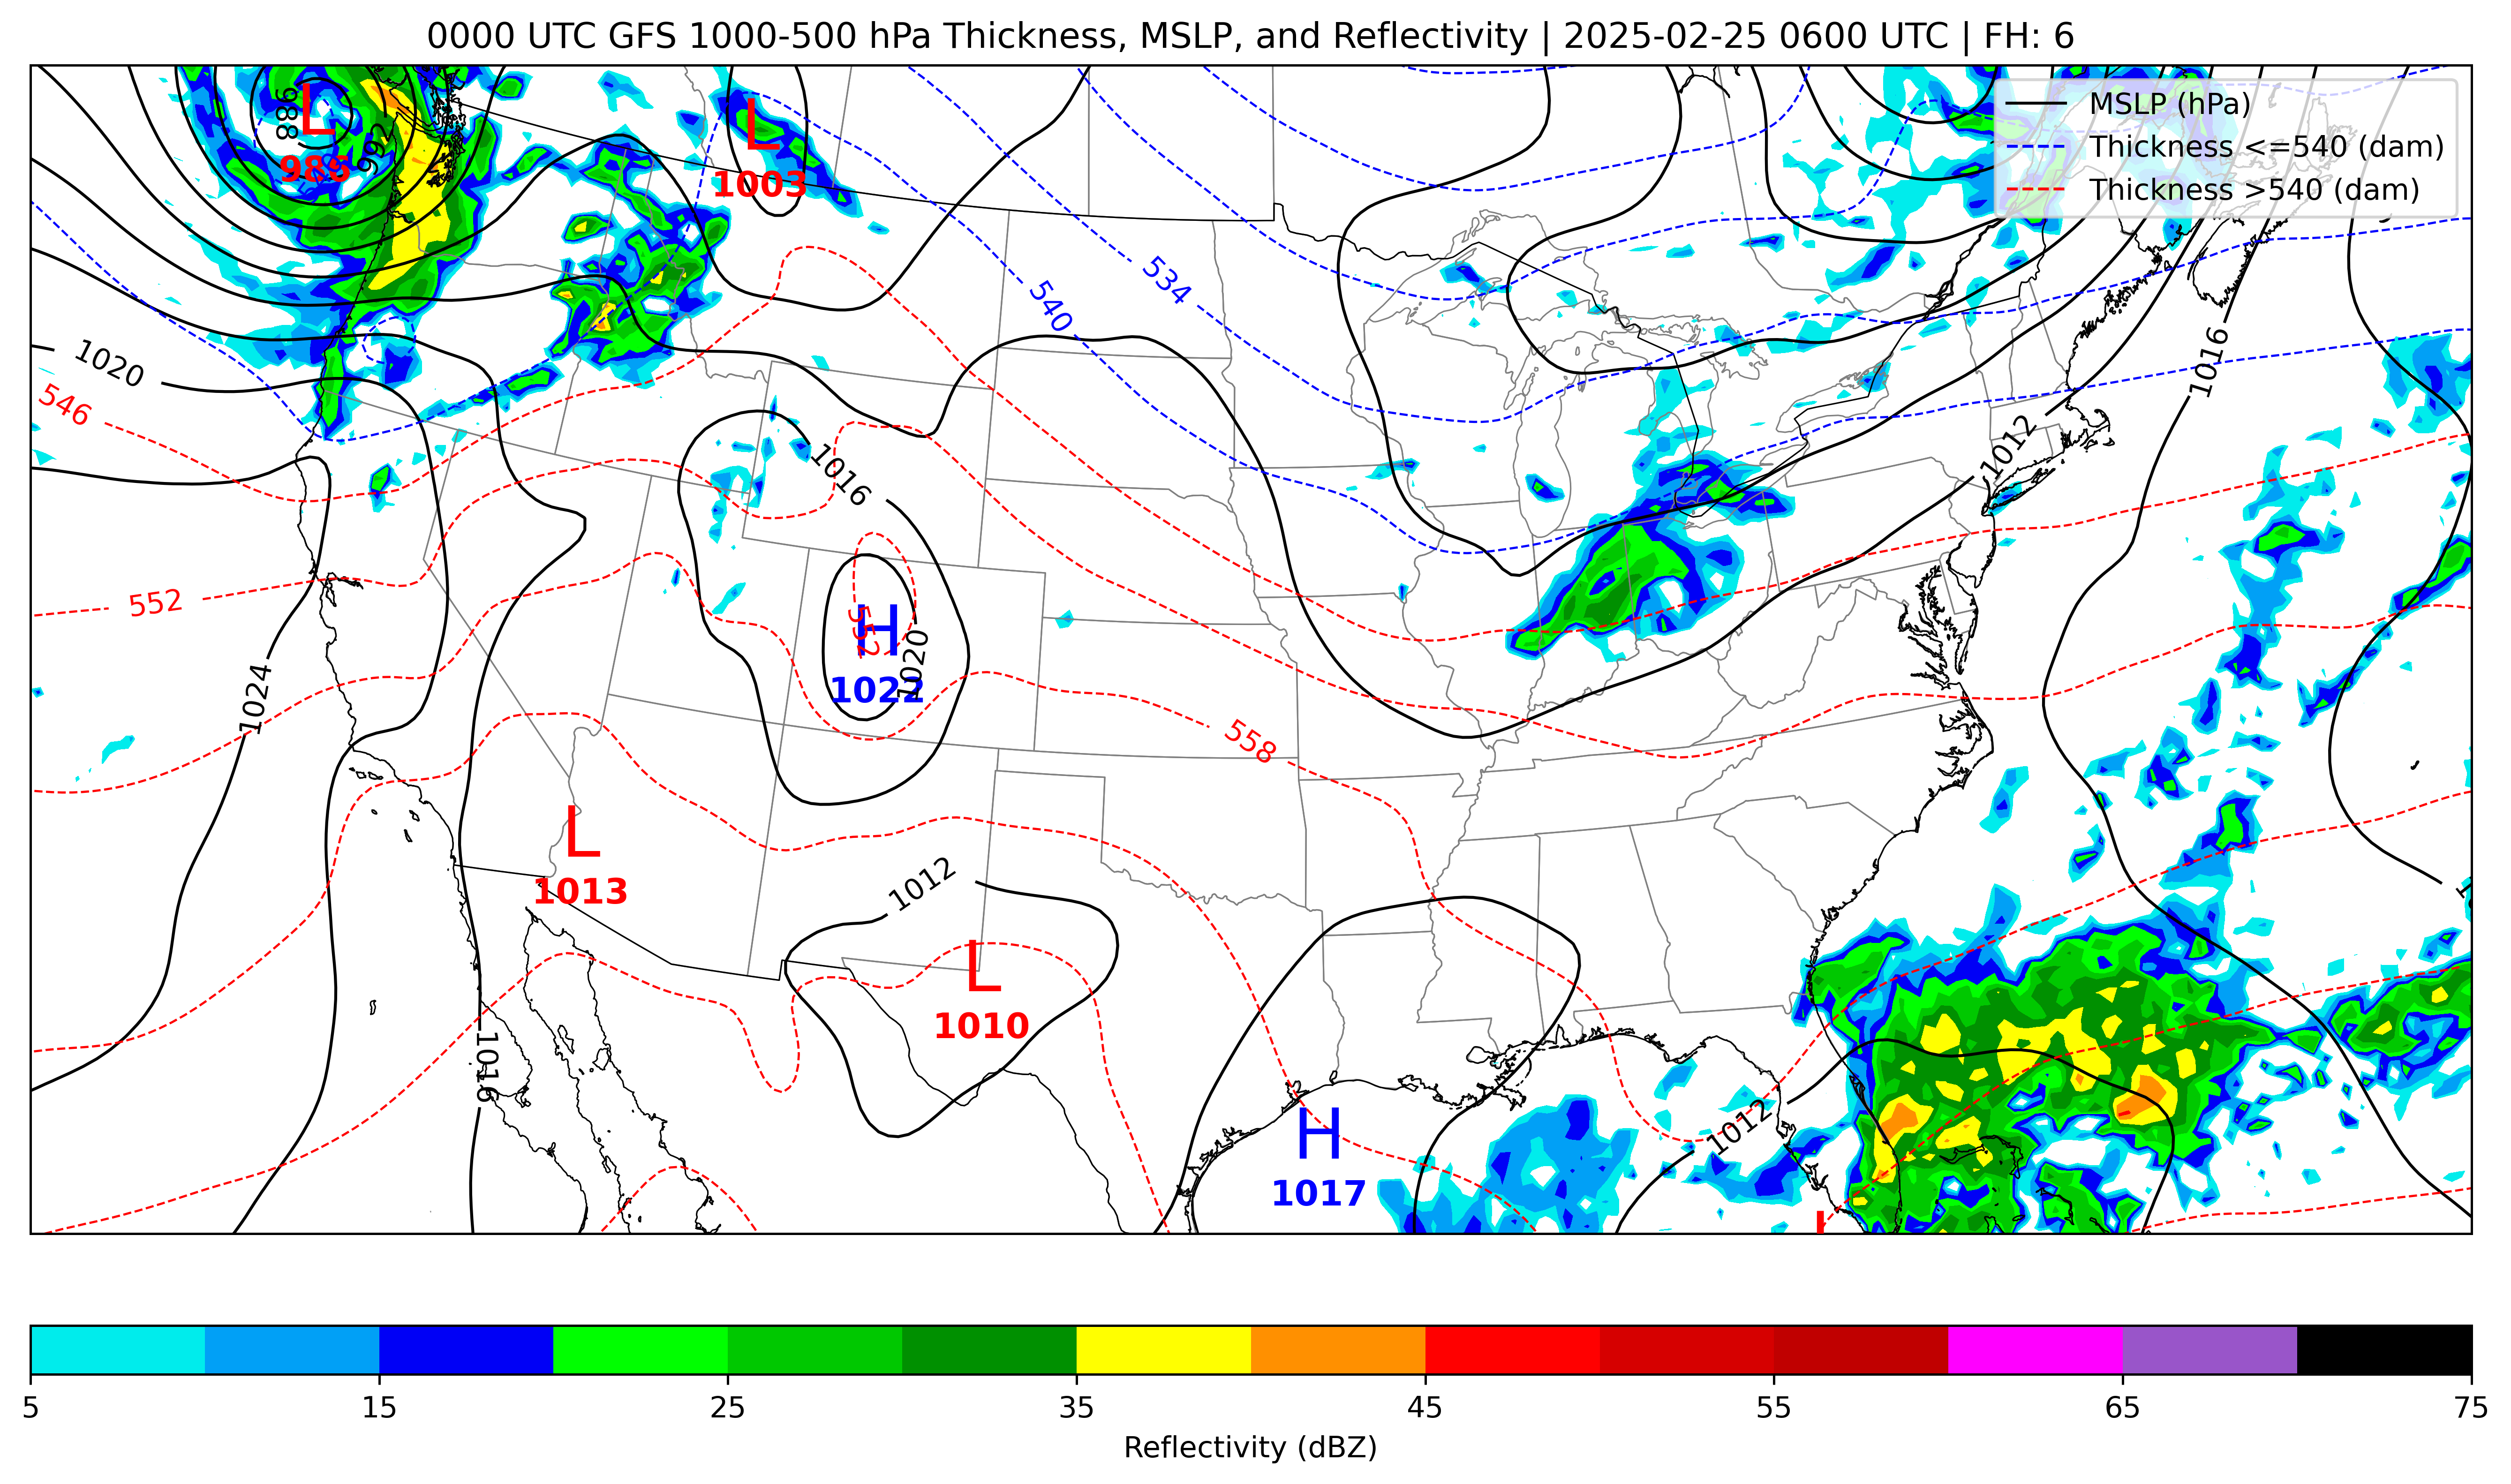 0000 UTC GFS 1000-500 hPa Thickness, MSLP, and Reflectivity | 2025-02-25 0600 UTC | FH: 6
MSLP (hPa)
Thickness <=540 (dam)
Thickness >540 (dam)
L
986
988
992
L
1003
534
540
1020
546
1016
1012
1016
552
H
1022
552
1020
1024
558
L
1013
1012
L
1010
1016
H
1017
1012
L
5 15 25 35 45 55 65 75
Reflectivity (dBZ)